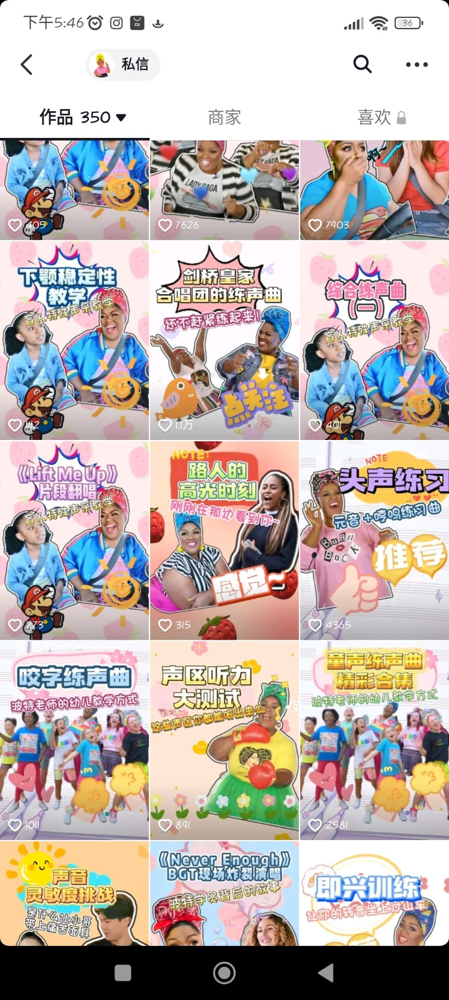 下午5:46
36
私信
作品 350
商家
喜欢
LADY GAGA
LADY GAGA
啊~
405
7626
7903
下颚稳定性
教学
盲人特殊声乐教学
1112
剑桥皇家
合唱团的练声曲
还不赶紧练起来!
点关注
1.1万
综合练声曲
(一)
盲人特殊声乐教学
401
《Lift Me Up》
片段翻唱
盲人特殊声乐教学
273
NOTE:
路人的
高光时刻
刚刚在那边看到你~
感觉~
315
NOTE
头声练习
元音+哼鸣练习曲
BURN
BOOK
推荐
4365
咬字练声曲
波特老师的幼儿教学方式
1011
声区听力
大测试
这些声区你都能听出来么
891
童声练声曲
精彩合集
波特老师的幼儿教学方式
2581
声音
灵敏度挑战
是什么让小哥
带上痛苦面具
《Never Enough》
BGT现场炸裂演唱
波特学员背后的故事
即兴训练
让你的转音坐上过山车